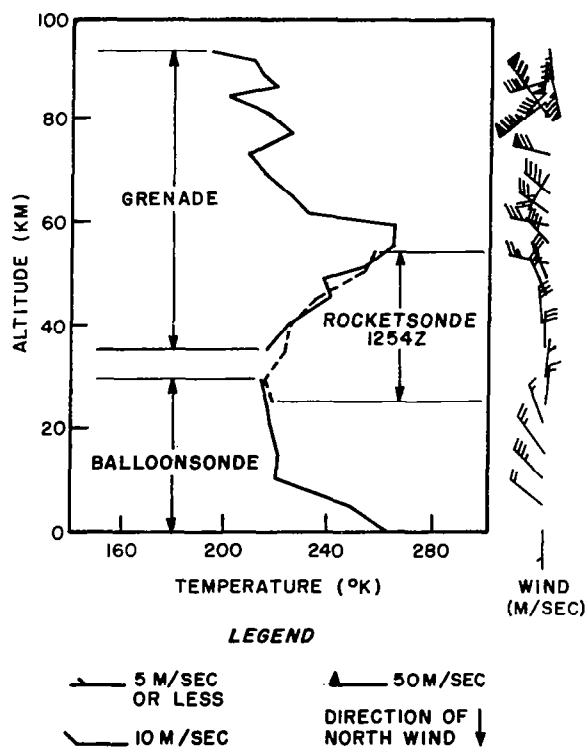 100
80
60
40
20
0
ALTITUDE (KM)
GRENADE
ROCKETSONDE
1254Z
BALLOONSONDE
160 200 240 280
TEMPERATURE (°K)
WIND
(M/SEC)
LEGEND
5 M/SEC
OR LESS
50 M/SEC
10 M/SEC
DIRECTION OF
NORTH WIND